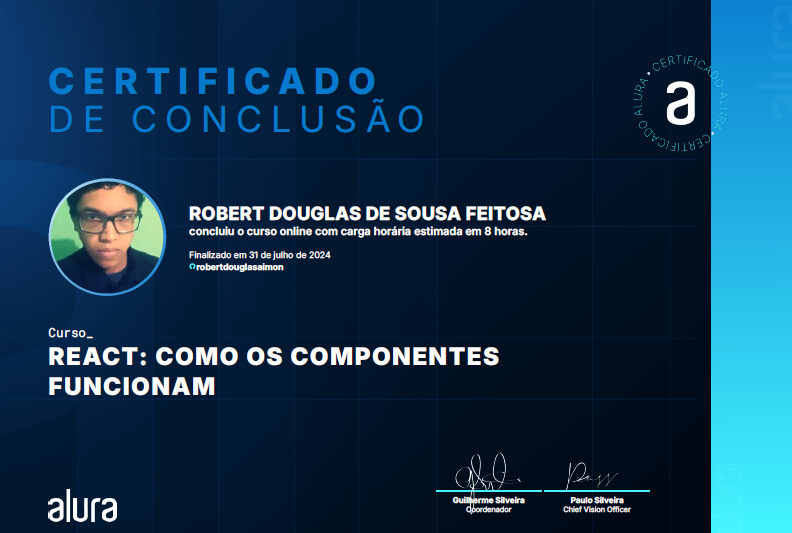 CERTIFICADO
DE CONCLUSÃO
CERTIFICADO ALURA • CERTIFICADO ALURA •
a
ROBERT DOUGLAS DE SOUSA FEITOSA
concluiu o curso online com carga horária estimada em 8 horas.
Finalizado em 31 de julho de 2024
robertdouglasaimon
Curso_
REACT: COMO OS COMPONENTES
FUNCIONAM
alura
Guilherme Silveira
Coordenador
Paulo Silveira
Chief Vision Officer
alura